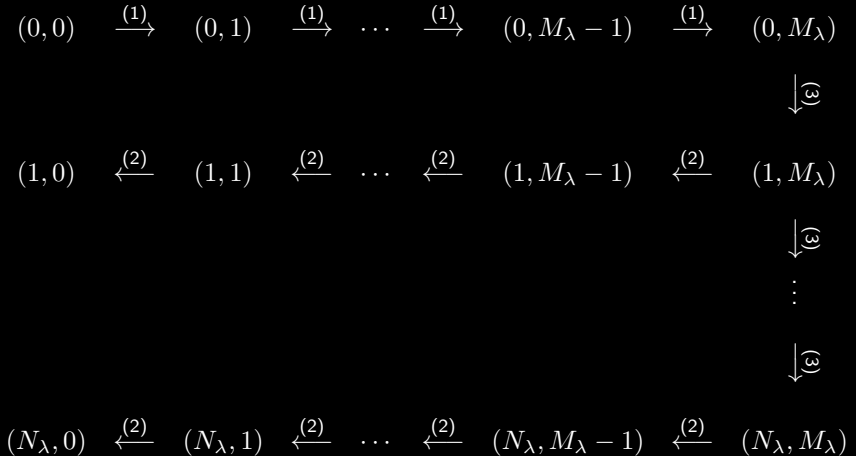 (0, 0) (1)⟶ (0, 1) (1)⟶ ⋯ (1)⟶ (0, M_λ − 1) (1)⟶ (0, M_λ)
↓(3)
(1, 0) (2)⟵ (1, 1) (2)⟵ ⋯ (2)⟵ (1, M_λ − 1) (2)⟵ (1, M_λ)
↓(3)
⋮
↓(3)
(N_λ, 0) (2)⟵ (N_λ, 1) (2)⟵ ⋯ (2)⟵ (N_λ, M_λ − 1) (2)⟵ (N_λ, M_λ)